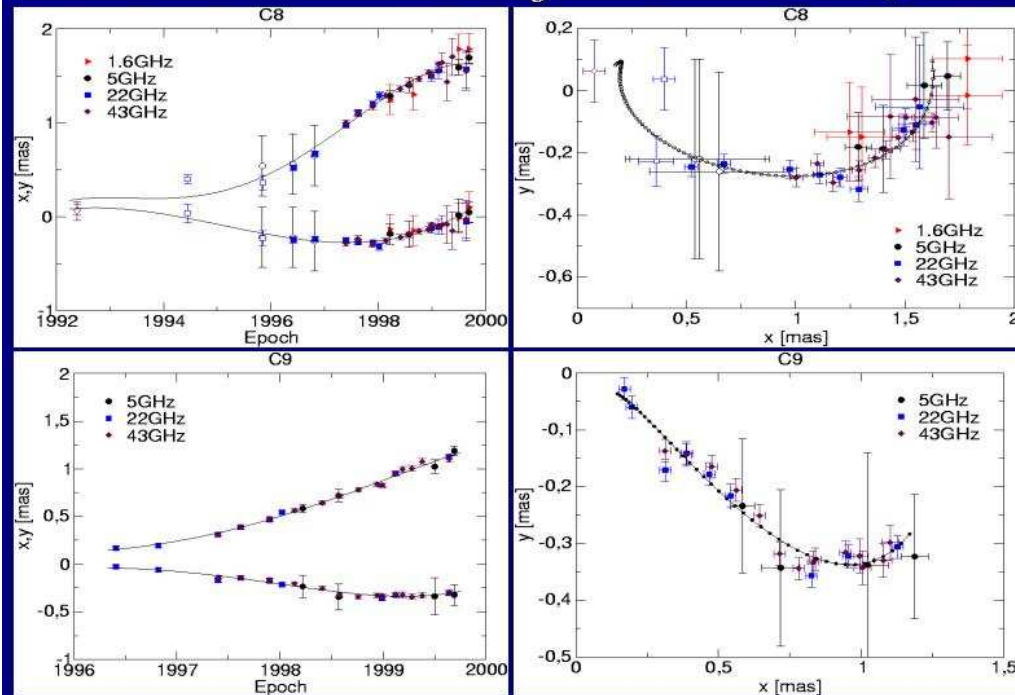 C8
1.6GHz
5GHz
22GHz
43GHz
x,y [mas]
2
1
0
-1
1992
1994
1996
1998
2000
Epoch
C8
0,2
0
-0,2
-0,4
-0,6
y [mas]
1.6GHz
5GHz
22GHz
43GHz
0
0,5
1
1,5
2
x [mas]
C9
5GHz
22GHz
43GHz
x,y [mas]
2
1,5
1
0,5
0
-0,5
-1
1996
1997
1998
1999
2000
Epoch
C9
0
-0,1
-0,2
-0,3
-0,4
-0,5
y [mas]
5GHz
22GHz
43GHz
0
0,5
1
1,5
x [mas]